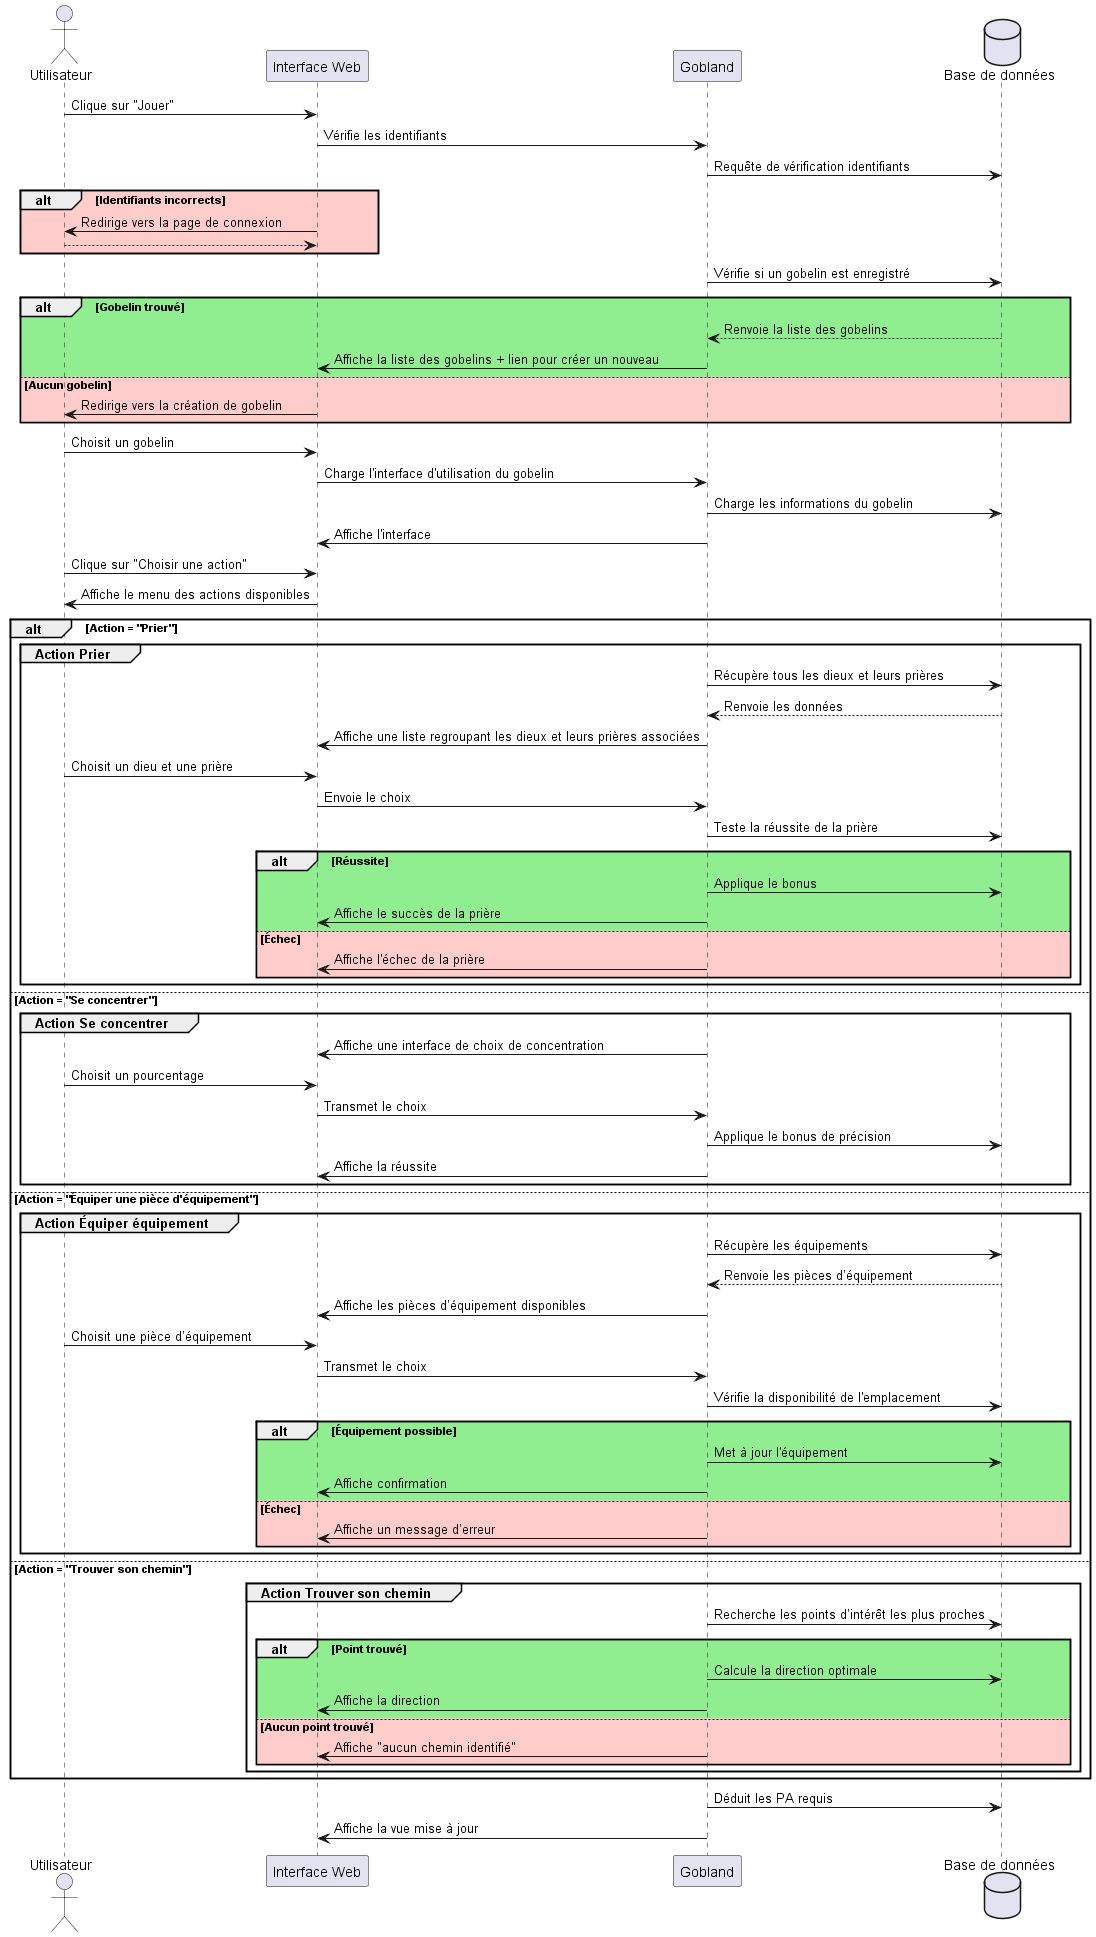 Utilisateur
Interface Web
Gobland
Base de données
Clique sur "Jouer"
Vérifie les identifiants
Requête de vérification identifiants
alt [Identifiants incorrects]
Redirige vers la page de connexion
Vérifie si un gobelin est enregistré
alt [Gobelin trouvé]
Renvoie la liste des gobelins
Affiche la liste des gobelins + lien pour créer un nouveau
[Aucun gobelin]
Redirige vers la création de gobelin
Choisit un gobelin
Charge l'interface d'utilisation du gobelin
Charge les informations du gobelin
Affiche l'interface
Clique sur "Choisir une action"
Affiche le menu des actions disponibles
alt [Action = "Prier"]
Action Prier
Récupère tous les dieux et leurs prières
Renvoie les données
Affiche une liste regroupant les dieux et leurs prières associées
Choisit un dieu et une prière
Envoie le choix
Teste la réussite de la prière
alt [Réussite]
Applique le bonus
Affiche le succès de la prière
[Échec]
Affiche l'échec de la prière
[Action = "Se concentrer"]
Action Se concentrer
Affiche une interface de choix de concentration
Choisit un pourcentage
Transmet le choix
Applique le bonus de précision
Affiche la réussite
[Action = "Équiper une pièce d'équipement"]
Action Équiper équipement
Récupère les équipements
Renvoie les pièces d'équipement
Affiche les pièces d'équipement disponibles
Choisit une pièce d'équipement
Transmet le choix
Vérifie la disponibilité de l'emplacement
alt [Équipement possible]
Met à jour l'équipement
Affiche confirmation
[Échec]
Affiche un message d'erreur
[Action = "Trouver son chemin"]
Action Trouver son chemin
Recherche les points d'intérêt les plus proches
alt [Point trouvé]
Calcule la direction optimale
Affiche la direction
[Aucun point trouvé]
Affiche "aucun chemin identifié"
Déduit les PA requis
Affiche la vue mise à jour
Utilisateur
Interface Web
Gobland
Base de données